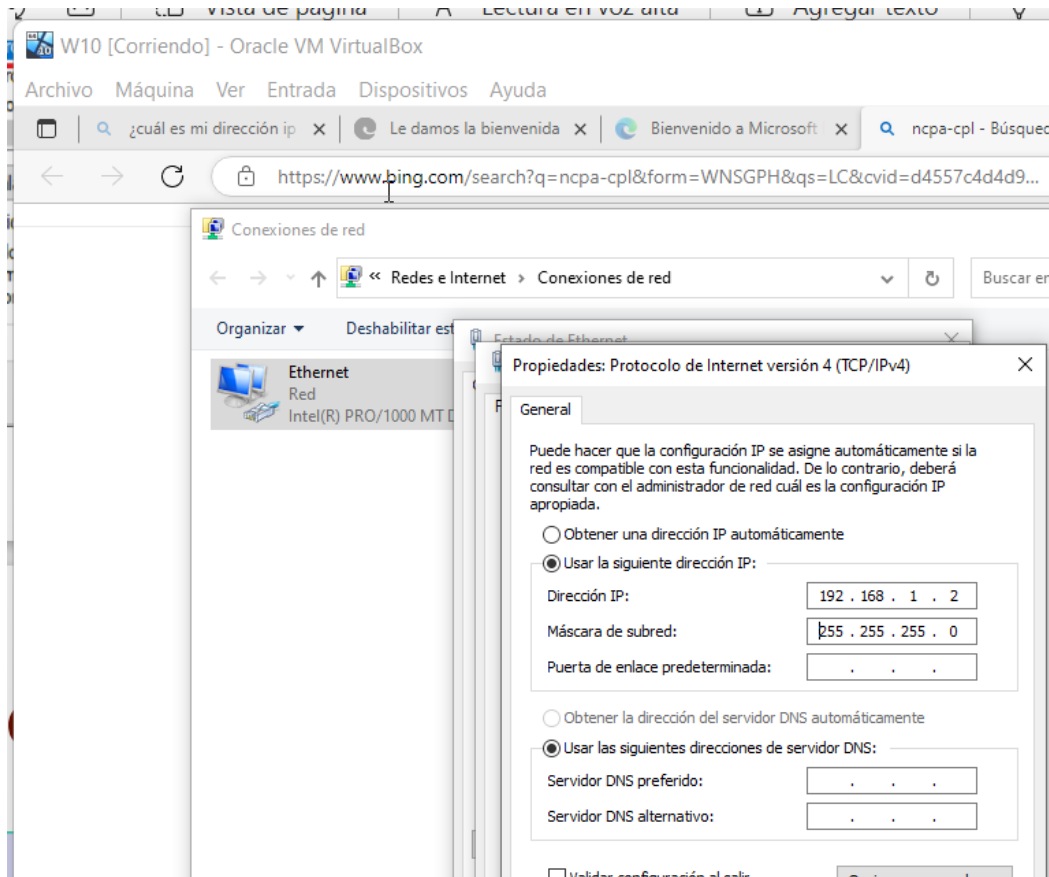 Vista de página
Lectura en voz alta
Agregar texto
W10 [Corriendo] - Oracle VM VirtualBox
Archivo Máquina Ver Entrada Dispositivos Ayuda
¿cuál es mi dirección ip
Le damos la bienvenida
Bienvenido a Microsoft
ncpa-cpl - Búsqued
https://www.bing.com/search?q=ncpa-cpl&form=WNSGPH&qs=LC&cvid=d4557c4d4d9...
Conexiones de red
« Redes e Internet > Conexiones de red
Buscar en
Organizar
Deshabilitar est
Estado de Ethernet
Ethernet
Red
Intel(R) PRO/1000 MT D
Propiedades: Protocolo de Internet versión 4 (TCP/IPv4)
General
Puede hacer que la configuración IP se asigne automáticamente si la
red es compatible con esta funcionalidad. De lo contrario, deberá
consultar con el administrador de red cuál es la configuración IP
apropiada.
Obtener una dirección IP automáticamente
Usar la siguiente dirección IP:
Dirección IP: 192 . 168 . 1 . 2
Máscara de subred: 255 . 255 . 255 . 0
Puerta de enlace predeterminada: . . .
Obtener la dirección del servidor DNS automáticamente
Usar las siguientes direcciones de servidor DNS:
Servidor DNS preferido: . . .
Servidor DNS alternativo: . . .
Validar configuración al salir